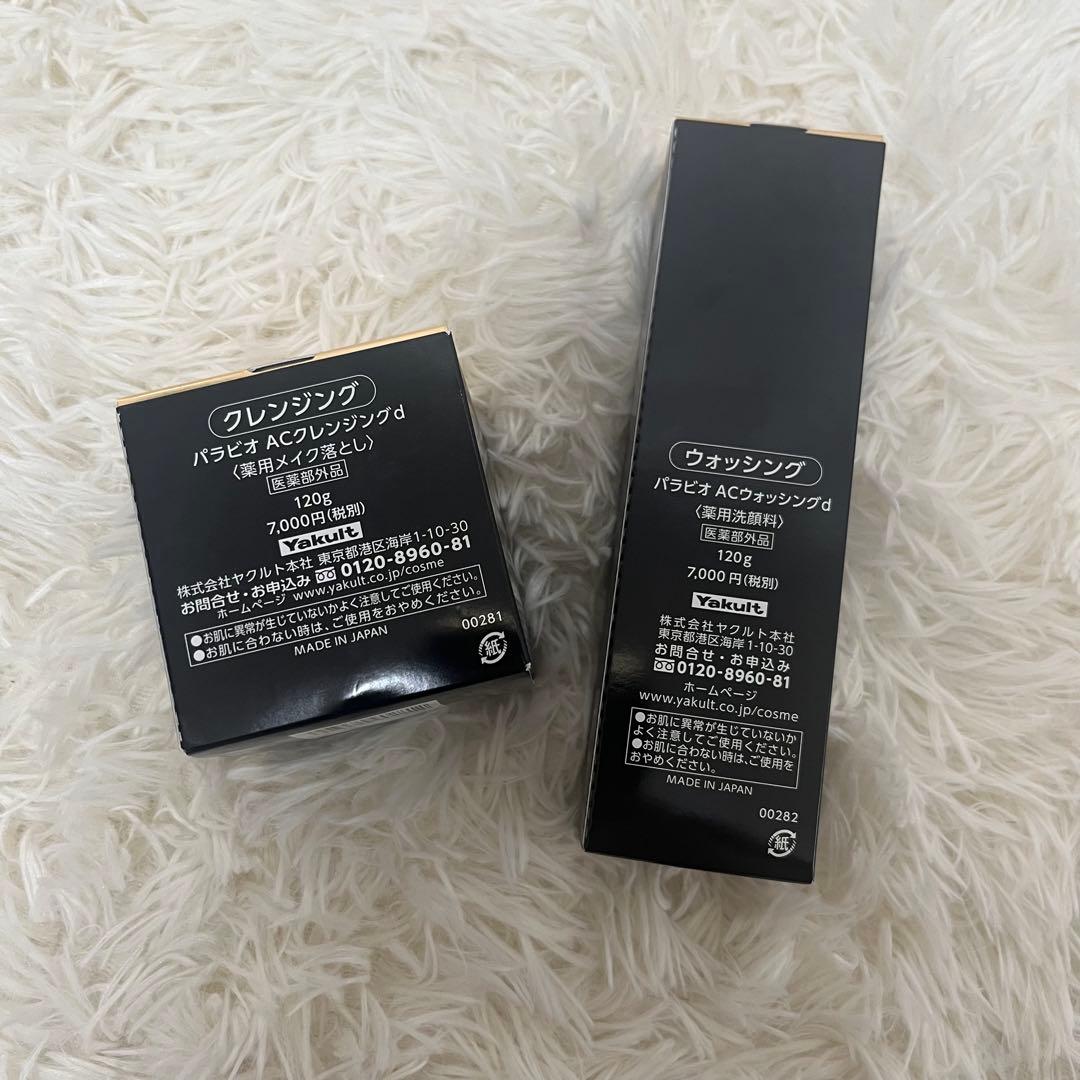 クレンジング
パラビオ ACクレンジングd
〈薬用メイク落とし〉
医薬部外品
120g
7,000円(税別)
Yakult
株式会社ヤクルト本社 東京都港区海岸1-10-30
お問合せ・お申込み 0120-8960-81
ホームページ www.yakult.co.jp/cosme
●お肌に異常が生じていないかよく注意してご使用ください。
●お肌に合わない時は、ご使用をおやめください。
MADE IN JAPAN
00281
紙
ウォッシング
パラビオ ACウォッシングd
〈薬用洗顔料〉
医薬部外品
120g
7,000円(税別)
Yakult
株式会社ヤクルト本社
東京都港区海岸1-10-30
お問合せ・お申込み
0120-8960-81
ホームページ
www.yakult.co.jp/cosme
●お肌に異常が生じていないか
よく注意してご使用ください。
●お肌に合わない時は、ご使用を
おやめください。
MADE IN JAPAN
00282
紙